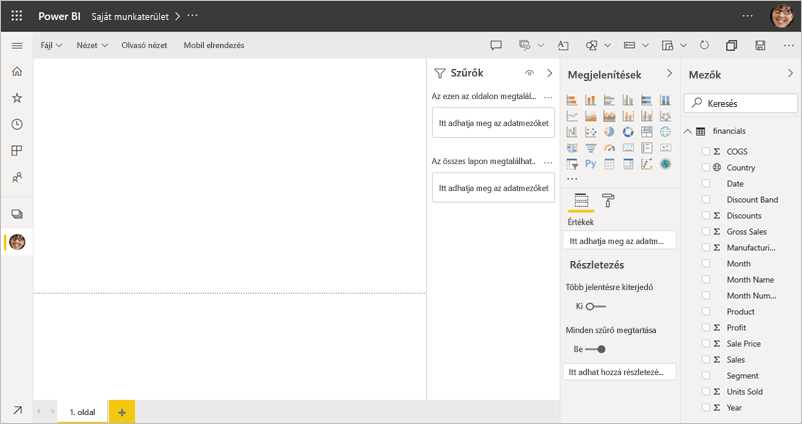 Power BI Saját munkaterület
Fájl Nézet Olvasó nézet Mobil elrendezés
Szűrők
Az ezen az oldalon megtalál...
Itt adhatja meg az adatmezőket
Az összes lapon megtalálhat..
Itt adhatja meg az adatmezőket
Megjelenítések
Py
Értékek
Itt adhatja meg az adatm...
Részletezés
Több jelentésre kiterjedő
Ki
Minden szűrő megtartása
Be
Itt adhat hozzá részletezé...
Mezők
Keresés
financials
COGS
Country
Date
Discount Band
Discounts
Gross Sales
Manufacturi...
Month
Month Name
Month Num...
Product
Profit
Sale Price
Sales
Segment
Units Sold
Year
1. oldal